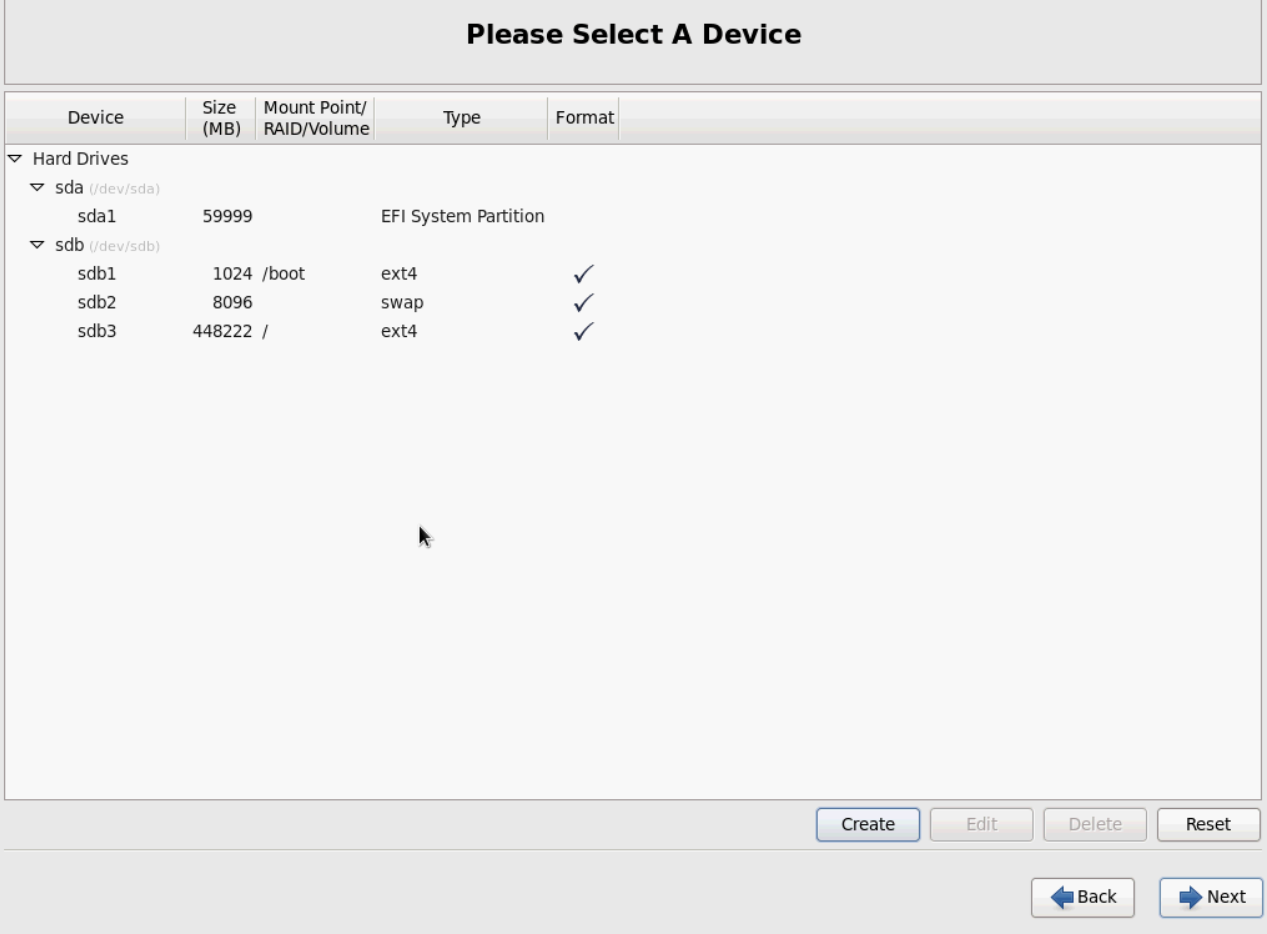 Please Select A Device
Device Size (MB) Mount Point/ RAID/Volume Type Format
Hard Drives
sda (/dev/sda)
sda1 59999 EFI System Partition
sdb (/dev/sdb)
sdb1 1024 /boot ext4
sdb2 8096 swap
sdb3 448222 / ext4
Create Edit Delete Reset
Back Next